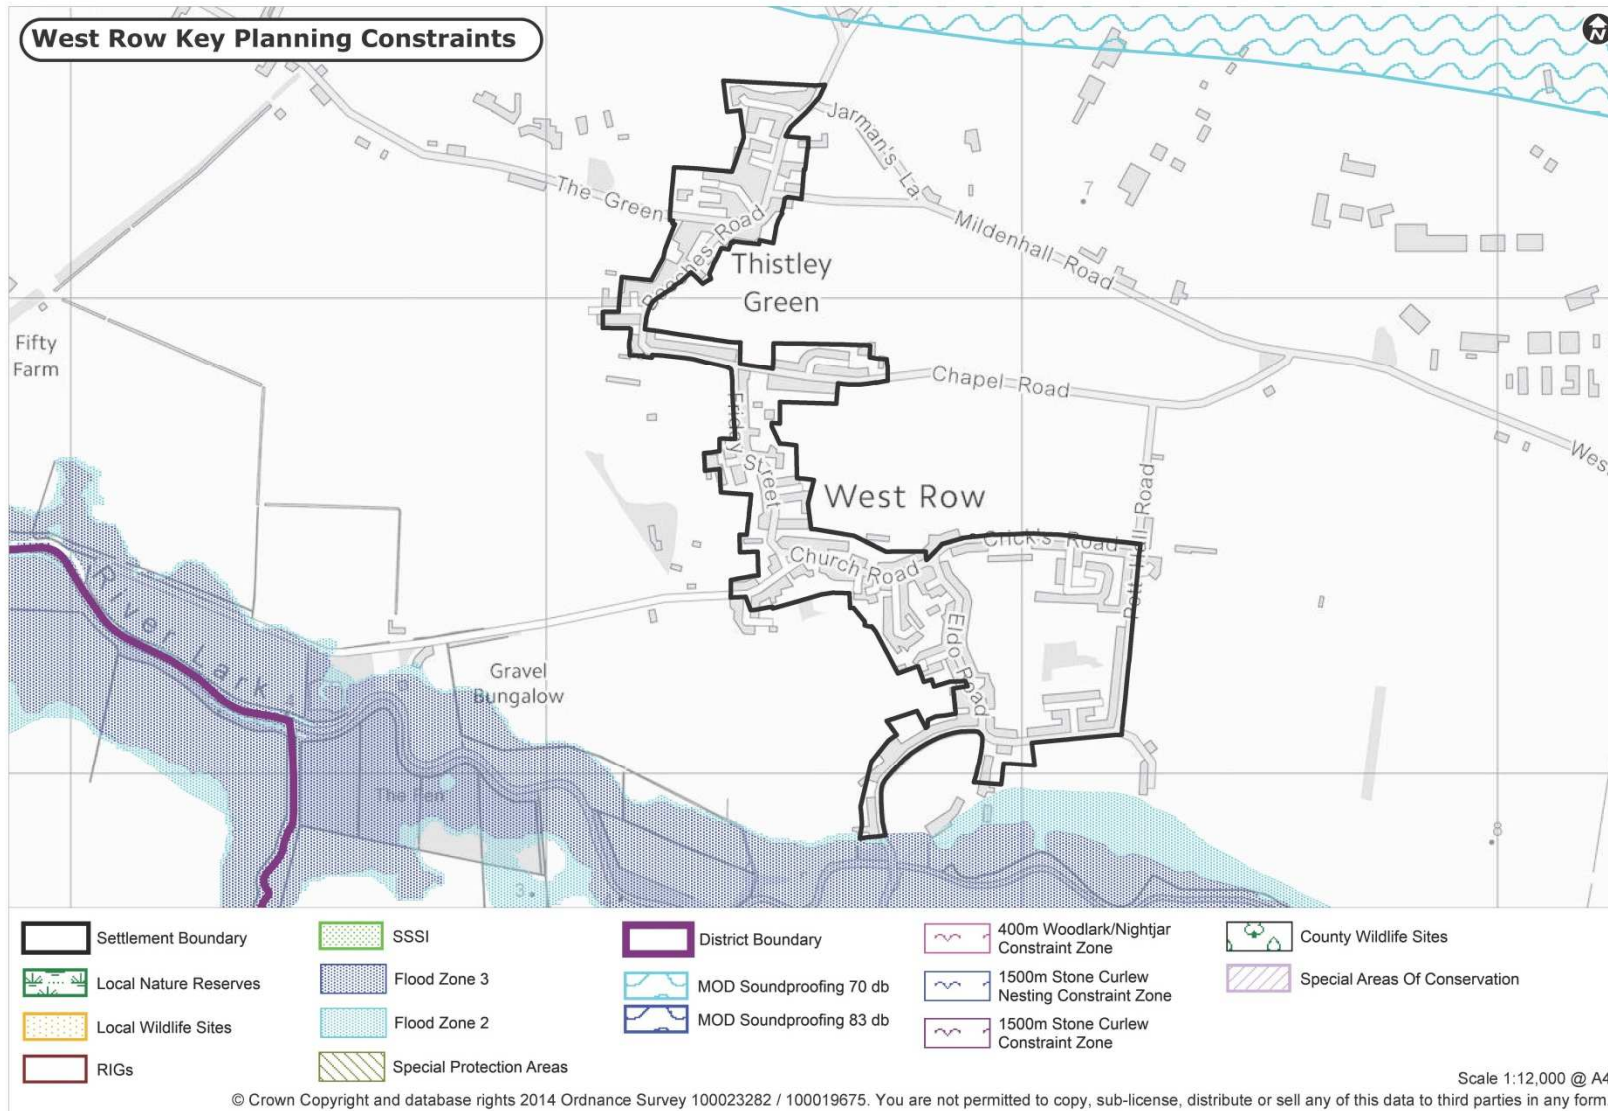 West Row Key Planning Constraints
N
Jarman's La.
The Green
7
Mildenhall Road
Beeches Road
Thistley
Green
Fifty
Farm
Chapel Road
Friday Street
West Row
Crick's Road
Church Road
River Lark
Eldo Road
Gravel
Bungalow
The Fen
8
3
Settlement Boundary
Local Nature Reserves
Local Wildlife Sites
RIGs
SSSI
Flood Zone 3
Flood Zone 2
Special Protection Areas
District Boundary
MOD Soundproofing 70 db
MOD Soundproofing 83 db
400m Woodlark/Nightjar
Constraint Zone
1500m Stone Curlew
Nesting Constraint Zone
1500m Stone Curlew
Constraint Zone
County Wildlife Sites
Special Areas Of Conservation
Scale 1:12,000 @ A4
© Crown Copyright and database rights 2014 Ordnance Survey 100023282 / 100019675. You are not permitted to copy, sub-license, distribute or sell any of this data to third parties in any form.